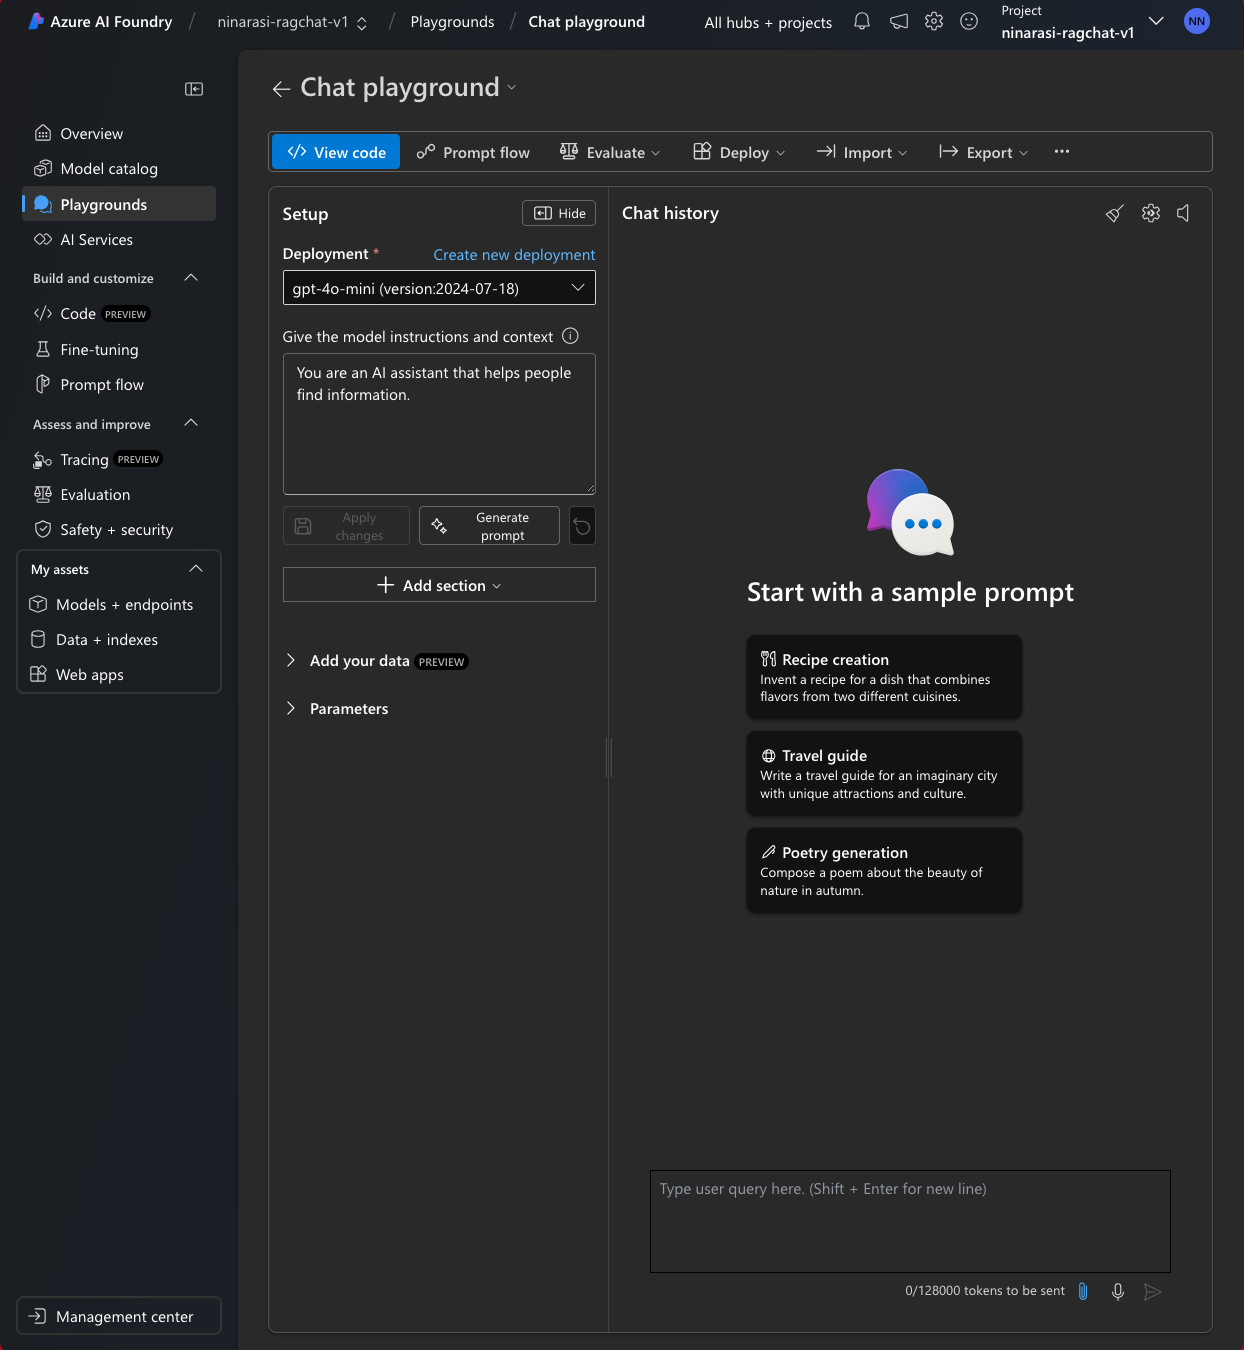 Azure AI Foundry / ninarasi-ragchat-v1 / Playgrounds / Chat playground
All hubs + projects
Project
ninarasi-ragchat-v1
NN
Overview
Model catalog
Playgrounds
AI Services
Build and customize
Code PREVIEW
Fine-tuning
Prompt flow
Assess and improve
Tracing PREVIEW
Evaluation
Safety + security
My assets
Models + endpoints
Data + indexes
Web apps
Management center
Chat playground
View code
Prompt flow
Evaluate
Deploy
Import
Export
Setup
Hide
Deployment *
Create new deployment
gpt-4o-mini (version:2024-07-18)
Give the model instructions and context
You are an AI assistant that helps people
find information.
Apply
changes
Generate
prompt
Add section
Add your data PREVIEW
Parameters
Chat history
Start with a sample prompt
Recipe creation
Invent a recipe for a dish that combines
flavors from two different cuisines.
Travel guide
Write a travel guide for an imaginary city
with unique attractions and culture.
Poetry generation
Compose a poem about the beauty of
nature in autumn.
Type user query here. (Shift + Enter for new line)
0/128000 tokens to be sent